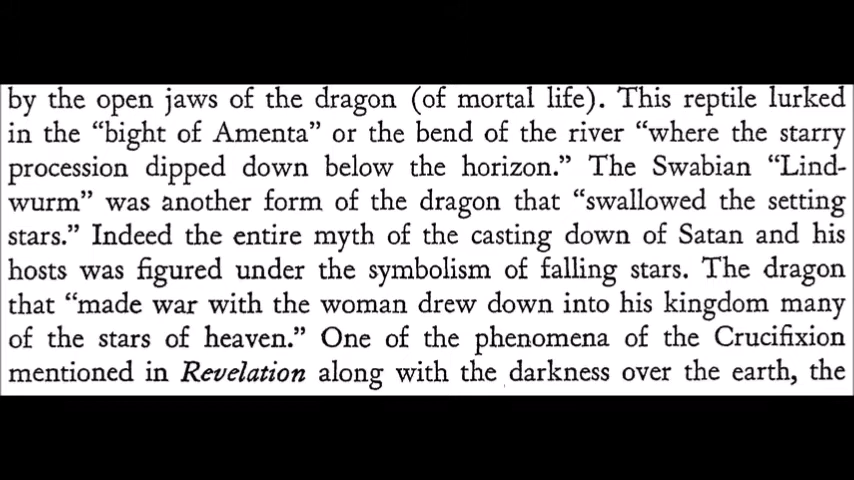 by the open jaws of the dragon (of mortal life). This reptile lurked
in the “bight of Amenta” or the bend of the river “where the starry
procession dipped down below the horizon.” The Swabian “Lind-
wurm” was another form of the dragon that “swallowed the setting
stars.” Indeed the entire myth of the casting down of Satan and his
hosts was figured under the symbolism of falling stars. The dragon
that “made war with the woman drew down into his kingdom many
of the stars of heaven.” One of the phenomena of the Crucifixion
mentioned in Revelation along with the darkness over the earth, the